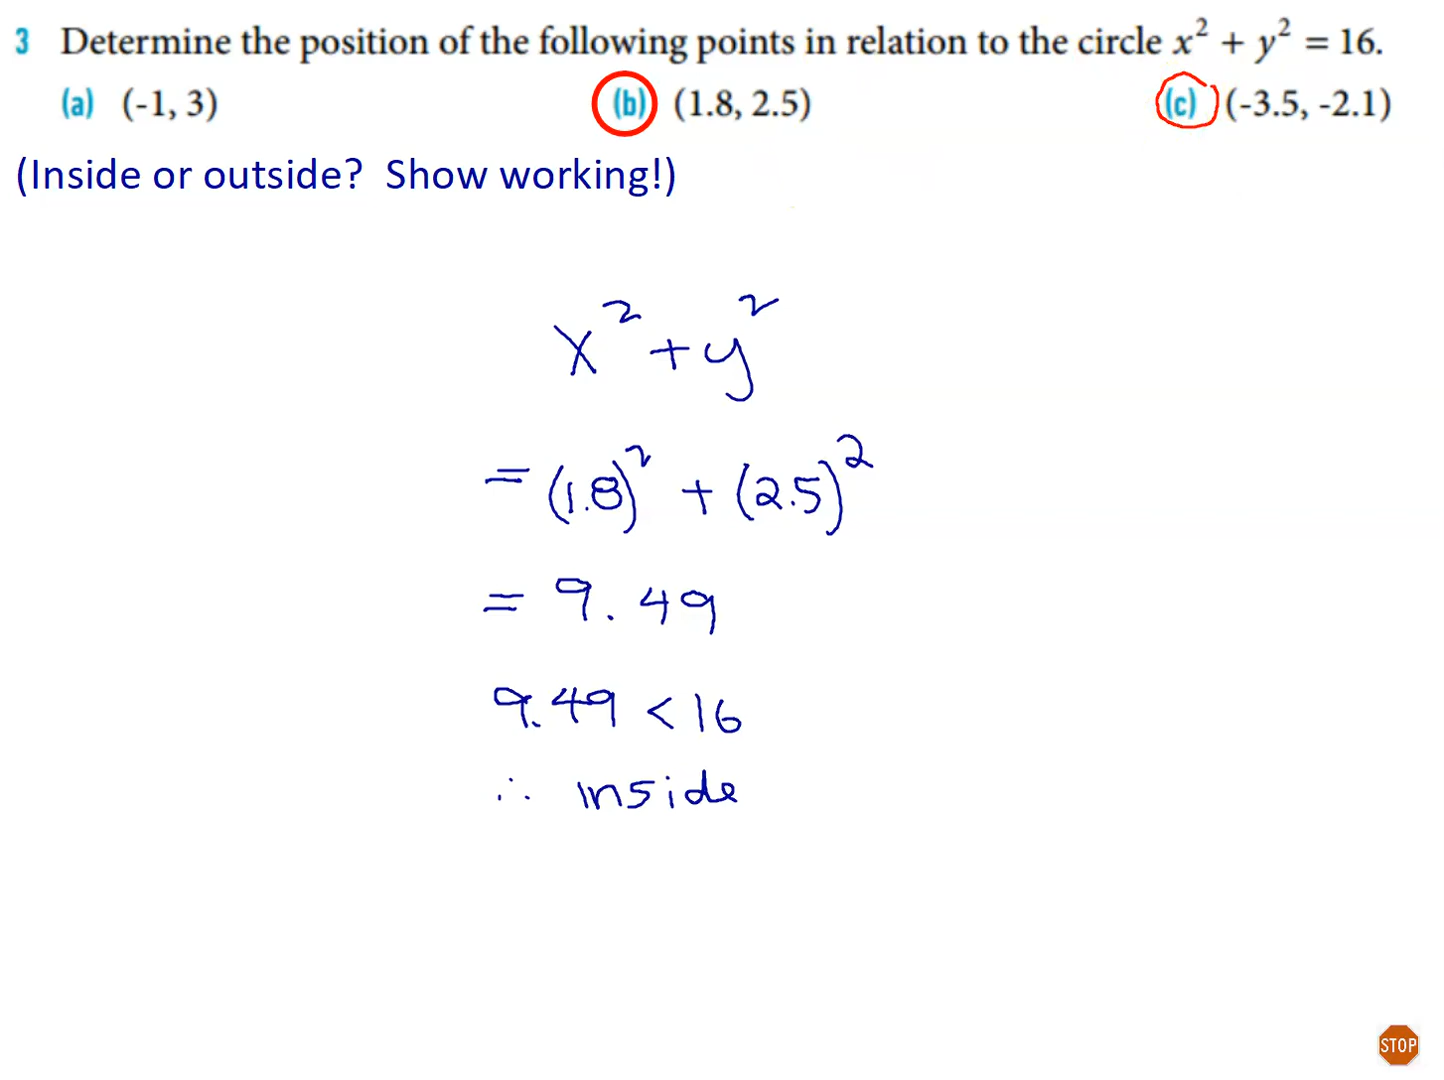 3 Determine the position of the following points in relation to the circle x² + y² = 16.
(a) (-1, 3) (b) (1.8, 2.5) (c) (-3.5, -2.1)
(Inside or outside? Show working!)
x² + y²
= (1.8)² + (2.5)²
= 9.49
9.49 < 16
∴ inside
STOP